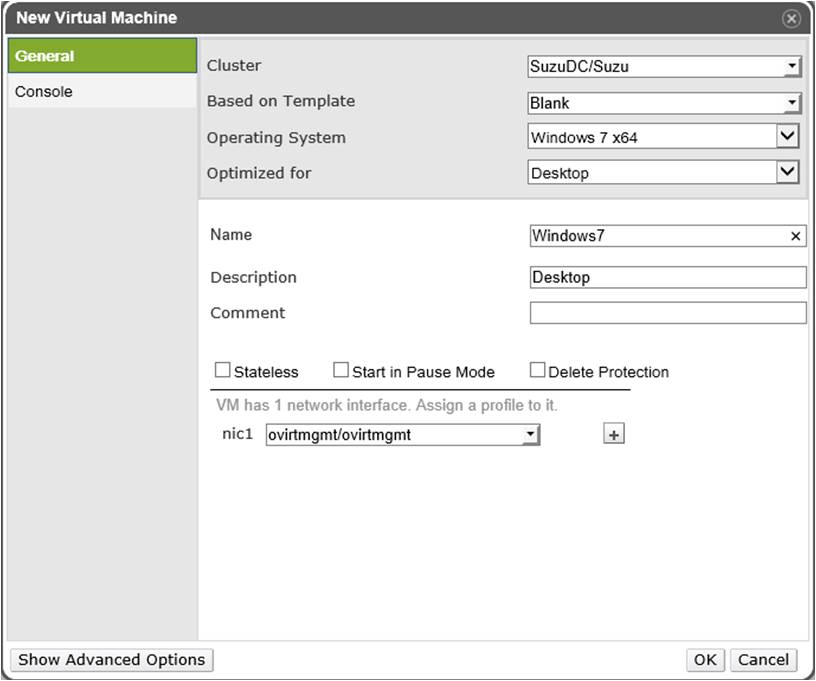 New Virtual Machine
General
Console
Cluster SuzuDC/Suzu
Based on Template Blank
Operating System Windows 7 x64
Optimized for Desktop
Name Windows7
Description Desktop
Comment
Stateless Start in Pause Mode Delete Protection
VM has 1 network interface. Assign a profile to it.
nic1 ovirtmgmt/ovirtmgmt +
Show Advanced Options OK Cancel